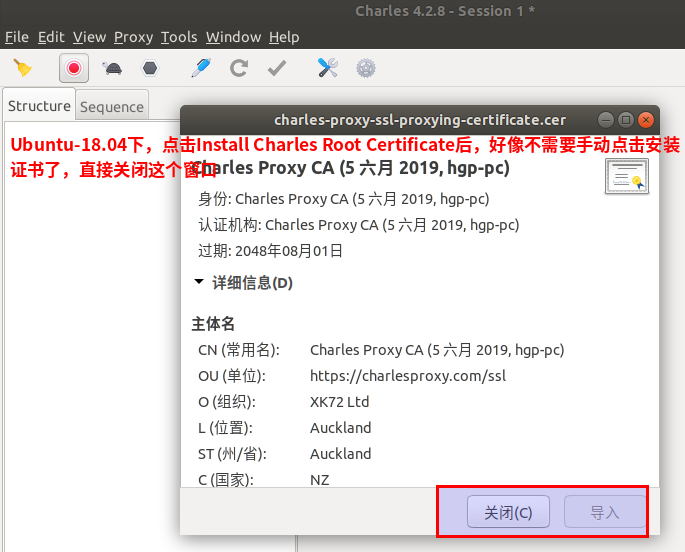 Charles 4.2.8 - Session 1 *
File Edit View Proxy Tools Window Help
Structure Sequence
charles-proxy-ssl-proxying-certificate.cer
Ubuntu-18.04下，点击Install Charles Root Certificate后，好像不需要手动点击安装
证书了，直接关闭这个窗口
Charles Proxy CA (5 六月 2019, hgp-pc)
身份: Charles Proxy CA (5 六月 2019, hgp-pc)
认证机构: Charles Proxy CA (5 六月 2019, hgp-pc)
过期: 2048年08月01日
详细信息(D)
主体名
CN (常用名): Charles Proxy CA (5 六月 2019, hgp-pc)
OU (单位): https://charlesproxy.com/ssl
O (组织): XK72 Ltd
L (位置): Auckland
ST (州/省): Auckland
C (国家): NZ
关闭(C) 导入